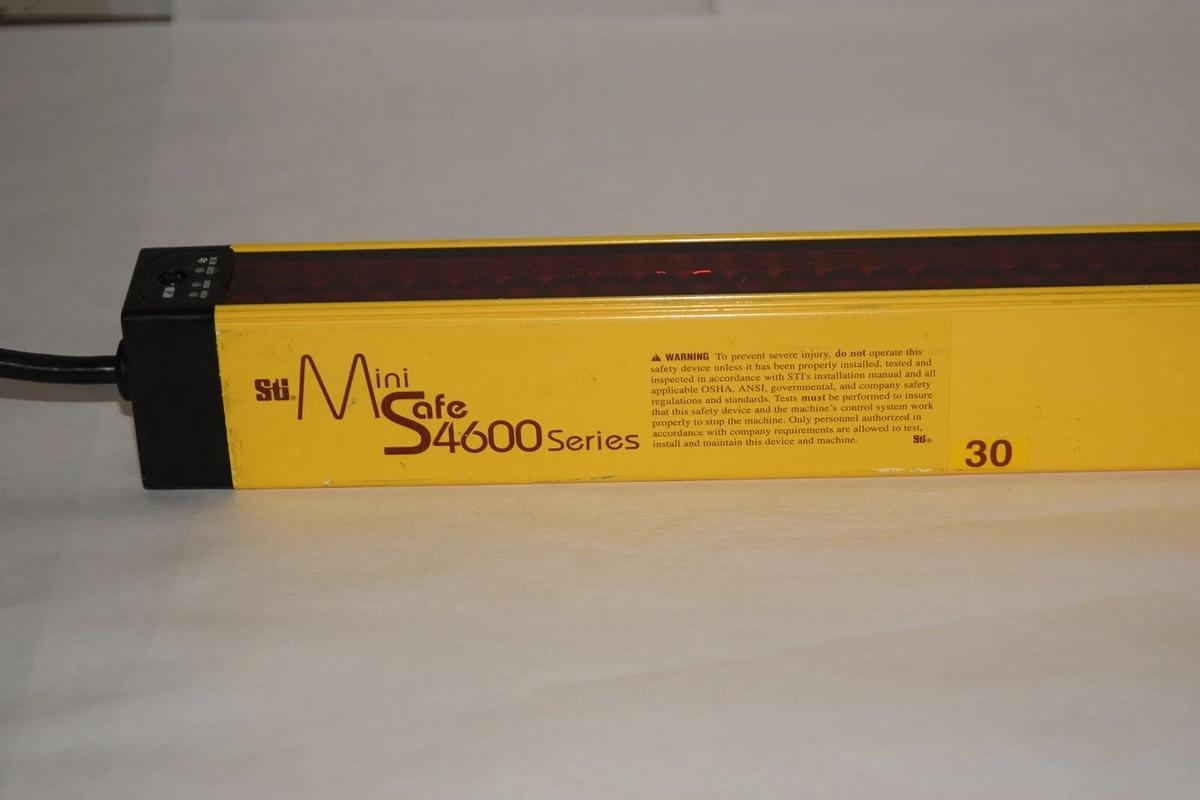 Sti® Mini
Safe
S4600 Series
⚠ WARNING To prevent severe injury, do not operate this
safety device unless it has been properly installed, tested and
inspected in accordance with STI's installation manual and all
applicable OSHA, ANSI, governmental, and company safety
regulations and standards. Tests must be performed to insure
that this safety device and the machine's control system work
properly to stop the machine. Only personnel authorized in
accordance with company requirements are allowed to test,
install and maintain this device and machine.
Sti®
30